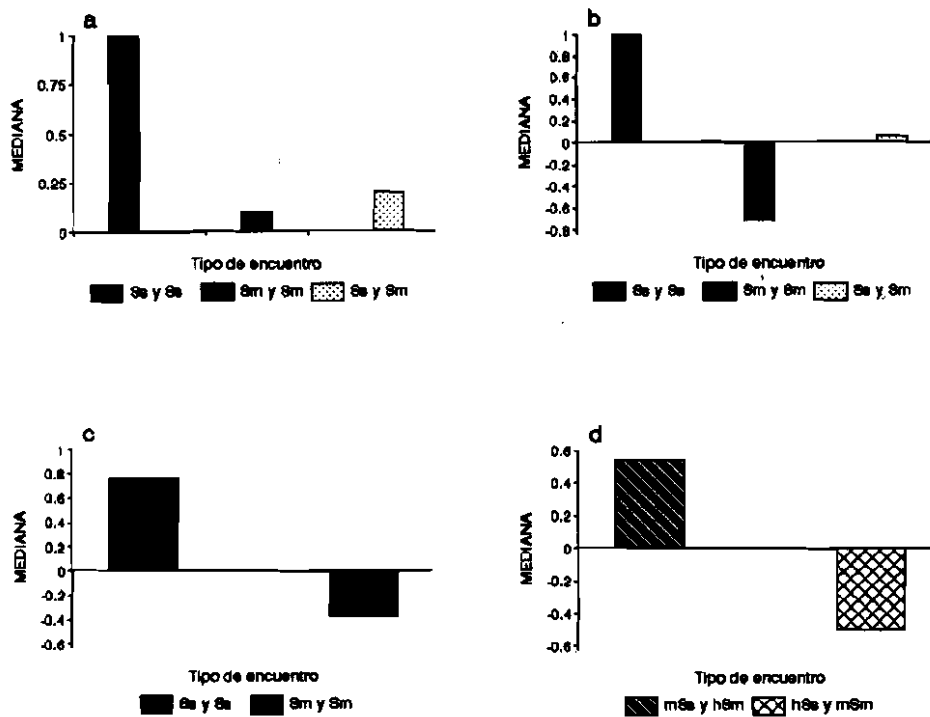 a
1
0.75
0.5
0.25
0
MEDIANA
Tipo de encuentro
Ss y Ss Sm y Sm Ss y Sm
b
1
0.8
0.6
0.4
0.2
0
-0.2
-0.4
-0.6
-0.8
MEDIANA
Tipo de encuentro
Ss y Ss Sm y Sm Ss y Sm
c
1
0.8
0.6
0.4
0.2
0
-0.2
-0.4
-0.6
MEDIANA
Tipo de encuentro
Ss y Ss Sm y Sm
d
0.6
0.4
0.2
0
-0.2
-0.4
-0.6
MEDIANA
Tipo de encuentro
mSs y hSm hSs y mSm